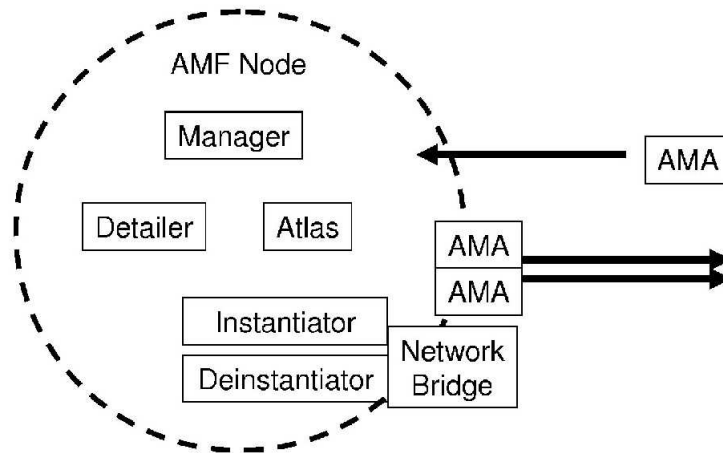 AMF Node
Manager
AMA
Detailer
Atlas
AMA
AMA
Instantiator
Deinstantiator
Network
Bridge